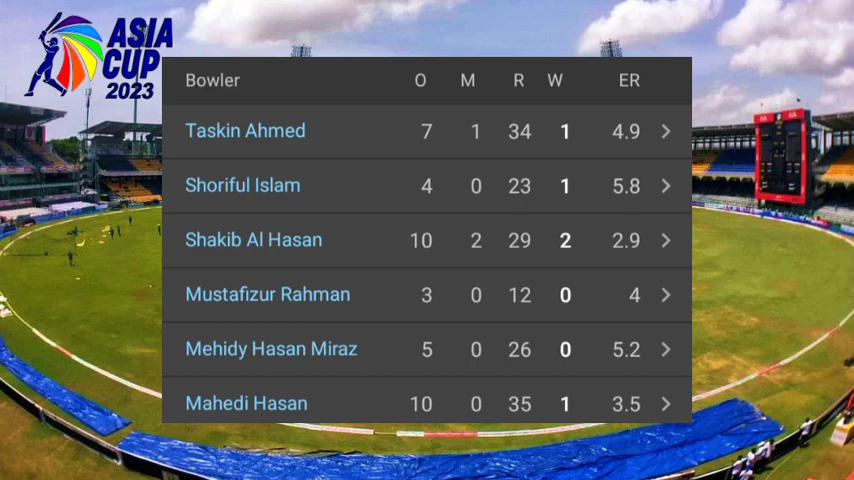 ASIA
CUP
2023
Bowler O M R W ER
Taskin Ahmed 7 1 34 1 4.9
Shoriful Islam 4 0 23 1 5.8
Shakib Al Hasan 10 2 29 2 2.9
Mustafizur Rahman 3 0 12 0 4
Mehidy Hasan Miraz 5 0 26 0 5.2
Mahedi Hasan 10 0 35 1 3.5